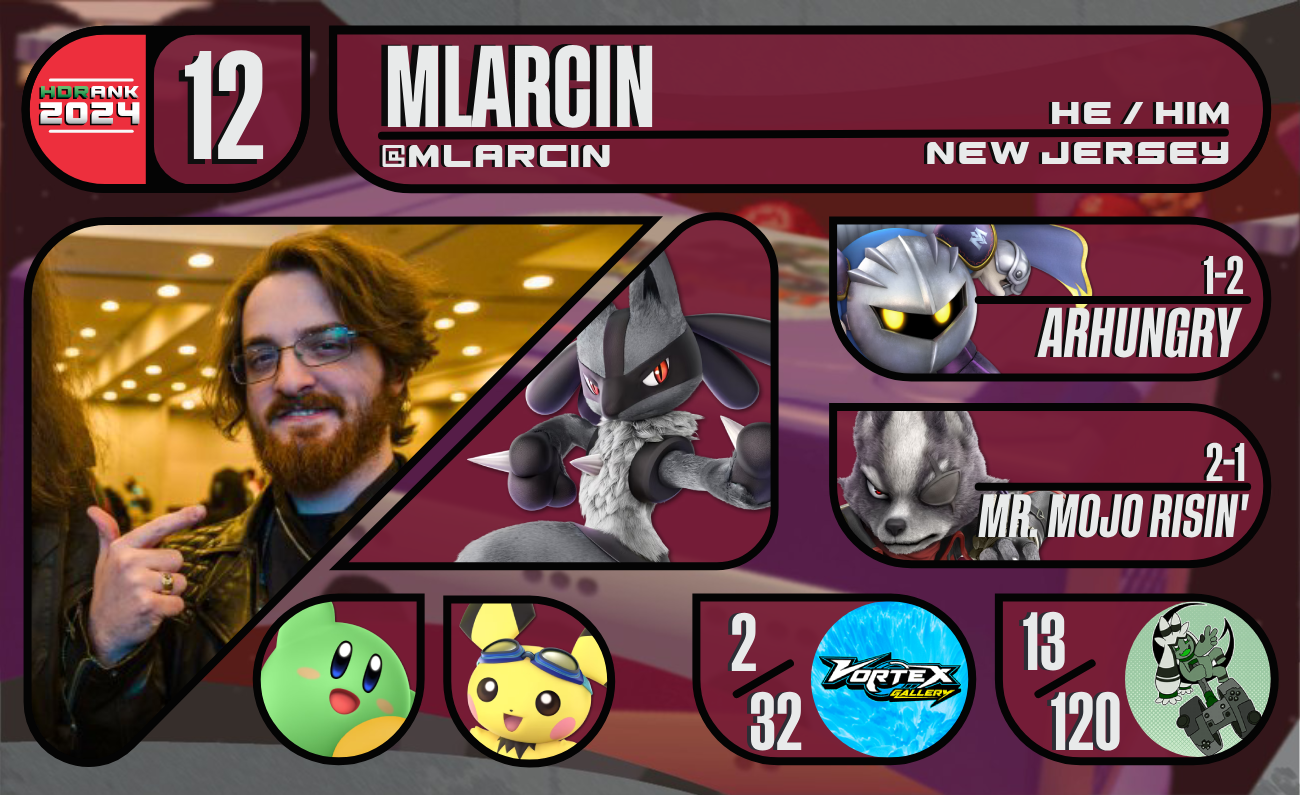 HDRANK
2024
12
MLARCIN
@MLARCIN
HE / HIM
NEW JERSEY
1-2
ARHUNGRY
2-1
MR. MOJO RISIN'
2
/
32
VORTEX
GALLERY
13
/
120